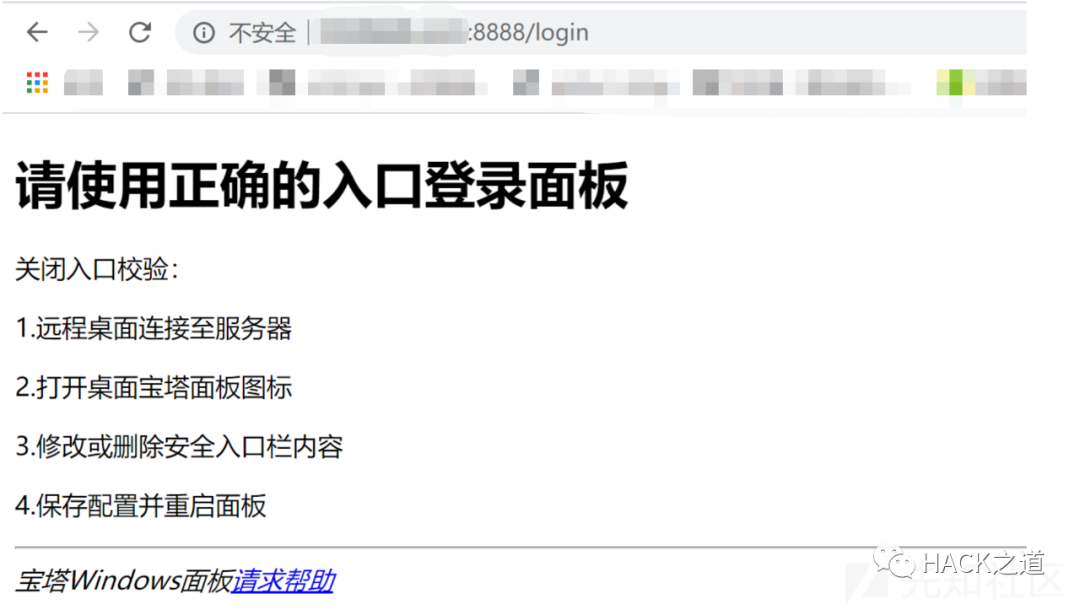 不安全 | :8888/login
请使用正确的入口登录面板
关闭入口校验：
1.远程桌面连接至服务器
2.打开桌面宝塔面板图标
3.修改或删除安全入口栏内容
4.保存配置并重启面板
宝塔Windows面板请求帮助
HACK之道
先知社区